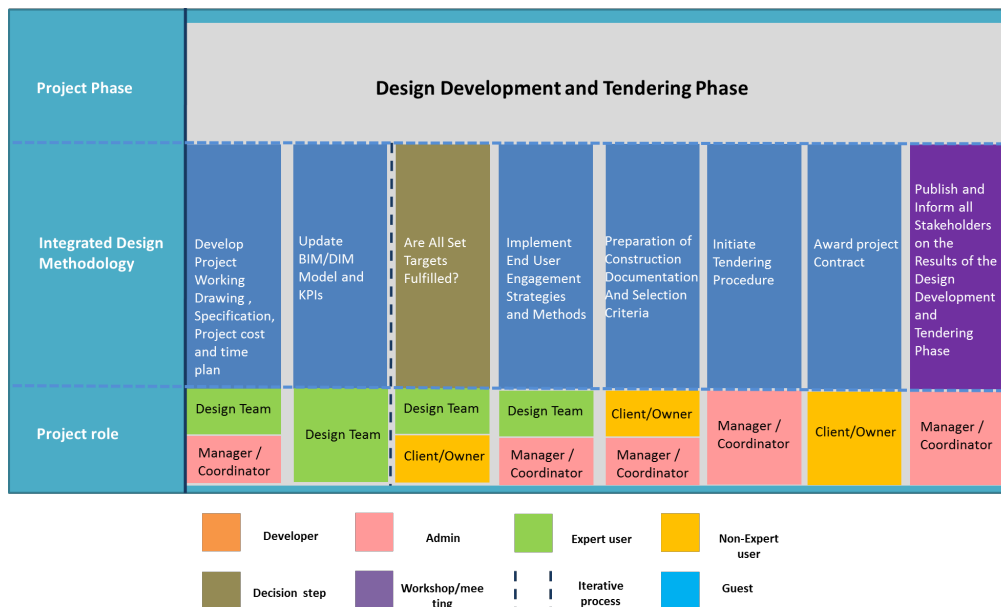 Project Phase
Design Development and Tendering Phase
Integrated Design
Methodology
Develop
Project
Working
Drawing ,
Specification,
Project cost
and time
plan
Update
BIM/DIM
Model and
KPIs
Are All Set
Targets
Fulfilled?
Implement
End User
Engagement
Strategies
and Methods
Preparation of
Construction
Documentation
And Selection
Criteria
Initiate
Tendering
Procedure
Award project
Contract
Publish and
Inform all
Stakeholders
on the
Results of the
Design
Development
and
Tendering
Phase
Project role
Design Team
Manager /
Coordinator
Design Team
Design Team
Client/Owner
Design Team
Manager /
Coordinator
Client/Owner
Manager /
Coordinator
Manager /
Coordinator
Client/Owner
Manager /
Coordinator
Developer
Admin
Expert user
Non-Expert
user
Decision step
Workshop/mee
ting
Iterative
process
Guest